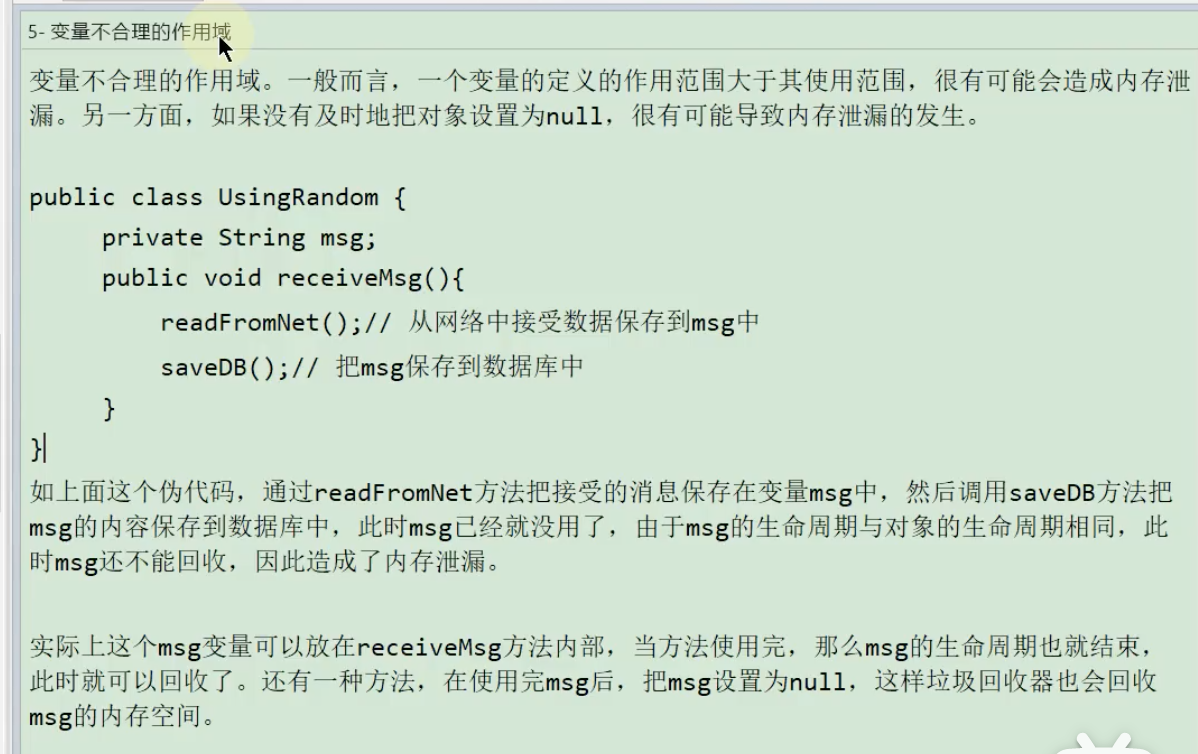 5- 变量不合理的作用域
变量不合理的作用域。一般而言，一个变量的定义的作用范围大于其使用范围，很有可能会造成内存泄
漏。另一方面，如果没有及时地把对象设置为null，很有可能导致内存泄漏的发生。
public class UsingRandom {
private String msg;
public void receiveMsg(){
readFromNet();// 从网络中接受数据保存到msg中
saveDB();// 把msg保存到数据库中
}
}
如上面这个伪代码，通过readFromNet方法把接受的消息保存在变量msg中，然后调用saveDB方法把
msg的内容保存到数据库中，此时msg已经就没用了，由于msg的生命周期与对象的生命周期相同，此
时msg还不能回收，因此造成了内存泄漏。
实际上这个msg变量可以放在receiveMsg方法内部，当方法使用完，那么msg的生命周期也就结束，
此时就可以回收了。还有一种方法，在使用完msg后，把msg设置为null，这样垃圾回收器也会回收
msg的内存空间。